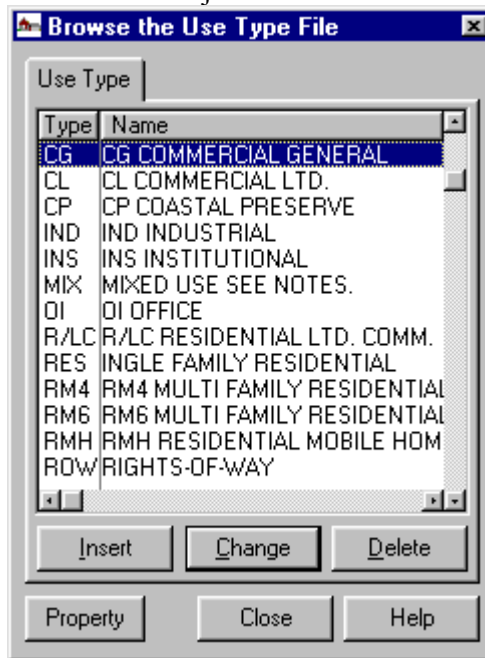 Browse the Use Type File
Use Type
Type Name
CG CG COMMERCIAL GENERAL
CL CL COMMERCIAL LTD.
CP CP COASTAL PRESERVE
IND IND INDUSTRIAL
INS INS INSTITUTIONAL
MIX MIXED USE SEE NOTES.
OI OI OFFICE
R/LC R/LC RESIDENTIAL LTD. COMM.
RES INGLE FAMILY RESIDENTIAL
RM4 RM4 MULTI FAMILY RESIDENTIAL
RM6 RM6 MULTI FAMILY RESIDENTIAL
RMH RMH RESIDENTIAL MOBILE HOM
ROW RIGHTS-OF-WAY
Insert Change Delete
Property Close Help